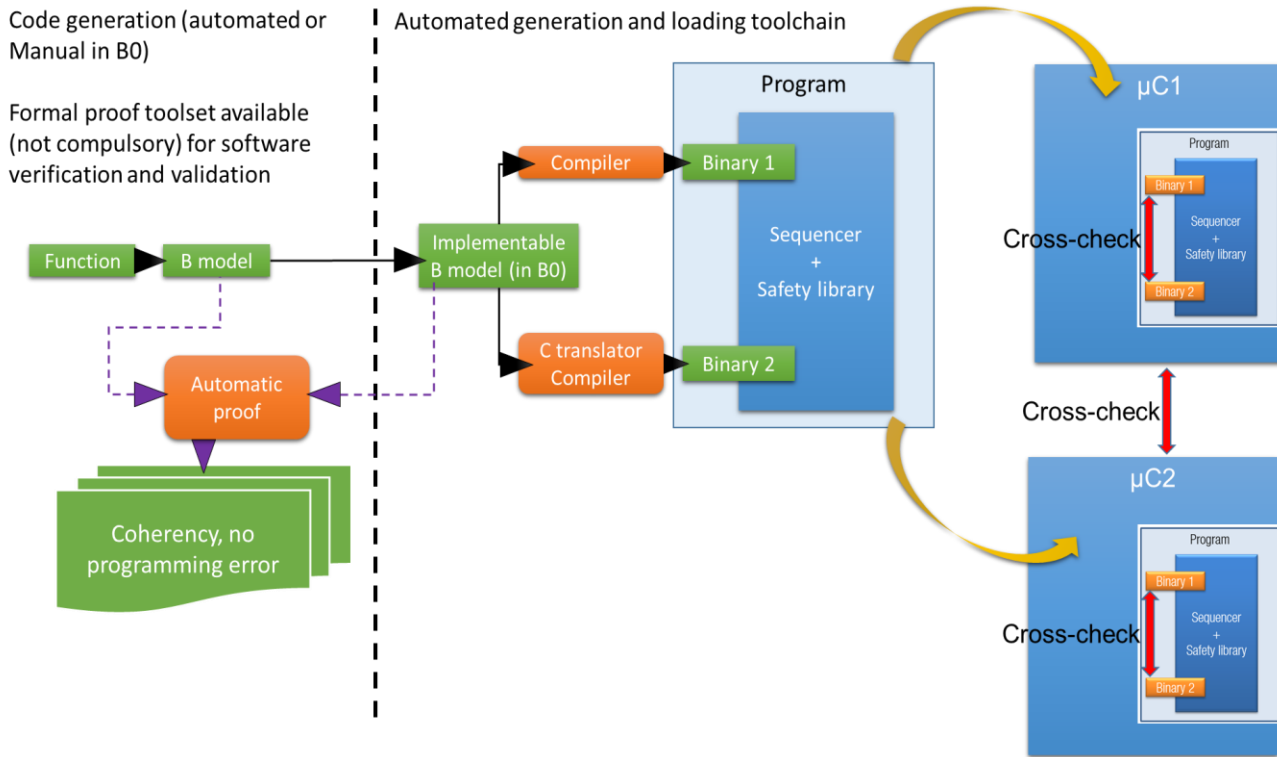 Code generation (automated or
Manual in B0)
Formal proof toolset available
(not compulsory) for software
verification and validation
Automated generation and loading toolchain
Function
B model
Automatic
proof
Coherency, no
programming error
Implementable
B model (in B0)
Compiler
C translator
Compiler
Program
Binary 1
Sequencer
+
Safety library
Binary 2
µC1
Program
Binary 1
Cross-check
Sequencer
+
Safety library
Binary 2
Cross-check
µC2
Program
Binary 1
Cross-check
Sequencer
+
Safety library
Binary 2